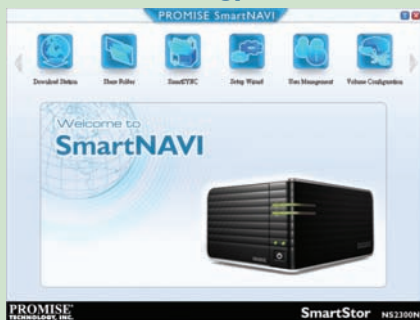 PROMISE SmartNAVI
Download Station
Share Folder
SmartSYNC
Setup Wizard
User Management
Volume Configuration
Welcome to
SmartNAVI
PROMISE
TECHNOLOGY, INC.
SmartStor NS2300N